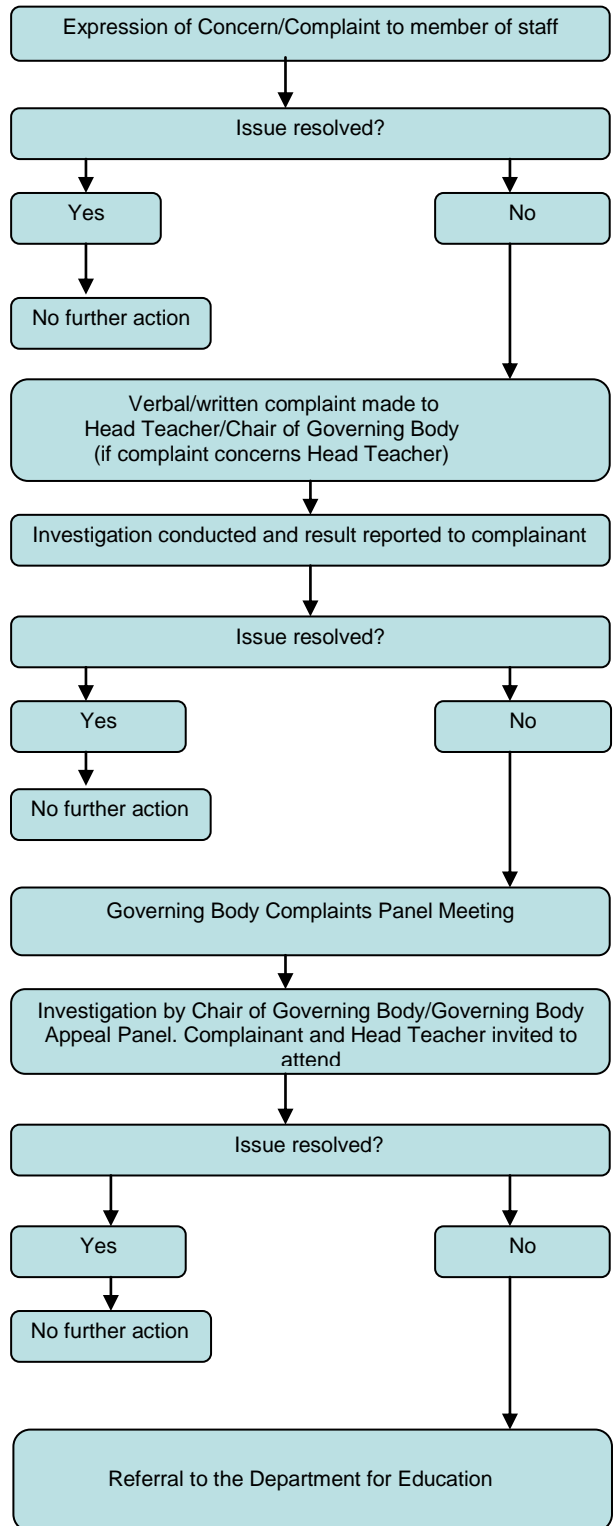 Expression of Concern/Complaint to member of staff
Issue resolved?
Yes
No
No further action
Verbal/written complaint made to
Head Teacher/Chair of Governing Body
(if complaint concerns Head Teacher)
Investigation conducted and result reported to complainant
Issue resolved?
Yes
No
No further action
Governing Body Complaints Panel Meeting
Investigation by Chair of Governing Body/Governing Body
Appeal Panel. Complainant and Head Teacher invited to
attend
Issue resolved?
Yes
No
No further action
Referral to the Department for Education